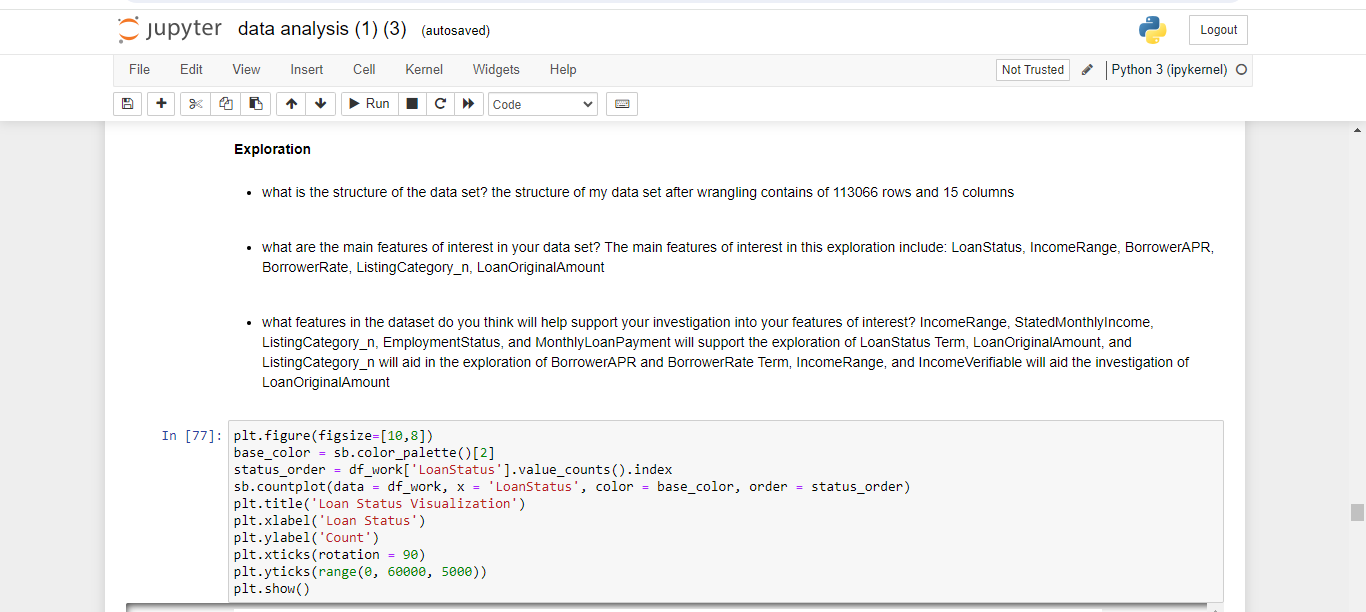 jupyter data analysis (1) (3) (autosaved) Logout
File Edit View Insert Cell Kernel Widgets Help Not Trusted Python 3 (ipykernel)
Run Code
Exploration
• what is the structure of the data set? the structure of my data set after wrangling contains of 113066 rows and 15 columns
• what are the main features of interest in your data set? The main features of interest in this exploration include: LoanStatus, IncomeRange, BorrowerAPR,
BorrowerRate, ListingCategory_n, LoanOriginalAmount
• what features in the dataset do you think will help support your investigation into your features of interest? IncomeRange, StatedMonthlyIncome,
ListingCategory_n, EmploymentStatus, and MonthlyLoanPayment will support the exploration of LoanStatus Term, LoanOriginalAmount, and
ListingCategory_n will aid in the exploration of BorrowerAPR and BorrowerRate Term, IncomeRange, and IncomeVerifiable will aid the investigation of
LoanOriginalAmount
In [77]: plt.figure(figsize=[10,8])
base_color = sb.color_palette()[2]
status_order = df_work['LoanStatus'].value_counts().index
sb.countplot(data = df_work, x = 'LoanStatus', color = base_color, order = status_order)
plt.title('Loan Status Visualization')
plt.xlabel('Loan Status')
plt.ylabel('Count')
plt.xticks(rotation = 90)
plt.yticks(range(0, 60000, 5000))
plt.show()